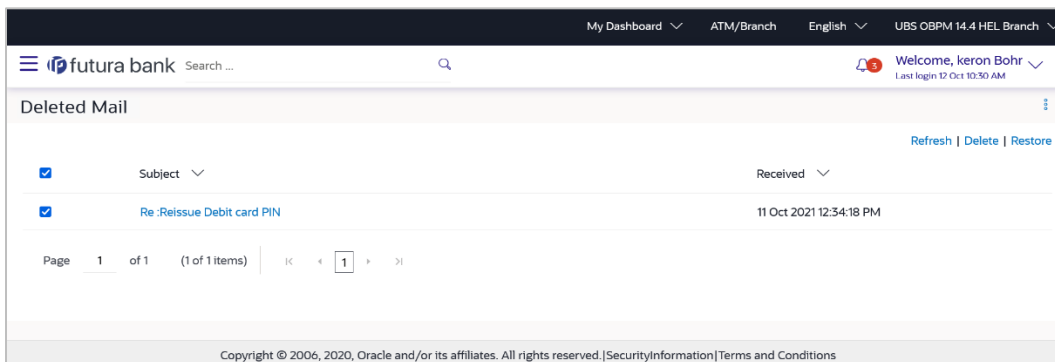 My Dashboard ATM/Branch English UBS OBPM 14.4 HEL Branch
futura bank Search ... 3 Welcome, keron Bohr
Last login 12 Oct 10:30 AM
Deleted Mail
Refresh | Delete | Restore
Subject Received
Re :Reissue Debit card PIN 11 Oct 2021 12:34:18 PM
Page 1 of 1 (1 of 1 items) 1
Copyright © 2006, 2020, Oracle and/or its affiliates. All rights reserved.|SecurityInformation|Terms and Conditions